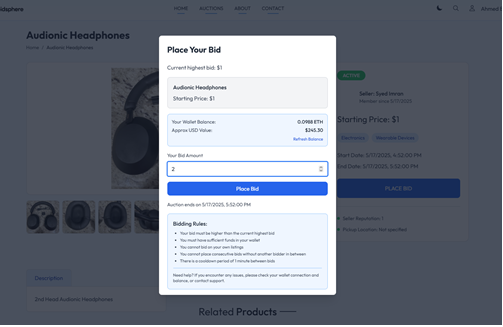 HOME AUCTIONS ABOUT CONTACT
Audionic Headphones
Home Audionic Headphones
Place Your Bid
Current highest bid: $1
Audionic Headphones
Starting Price: $1
Your Wallet Balance: 0.0988 ETH
Approx USD Value: $245.30
Refresh Balance
Your Bid Amount
2
Place Bid
Auction ends on 5/17/2025, 5:52:00 PM
Bidding Rules:
• Your bid must be higher than the current highest bid
• You must have sufficient funds in your wallet
• You cannot bid on your own listings
• You cannot place consecutive bids without another bidder in between
• There is a cooldown period of 1 minute between bids
Need help? If you encounter any issues, please check your wallet connection and
balance, or contact support.
ACTIVE
Seller: Syed Imran
Member since 5/11/2025
Starting Price: $1
Electronics Wearable Devices
Start Date: 5/17/2025, 4:52:00 PM
End Date: 5/17/2025, 5:52:00 PM
PLACE BID
Seller Reputation
Pickup Location: Not specified
Description
2nd Head Audionic Headphones
Related Products